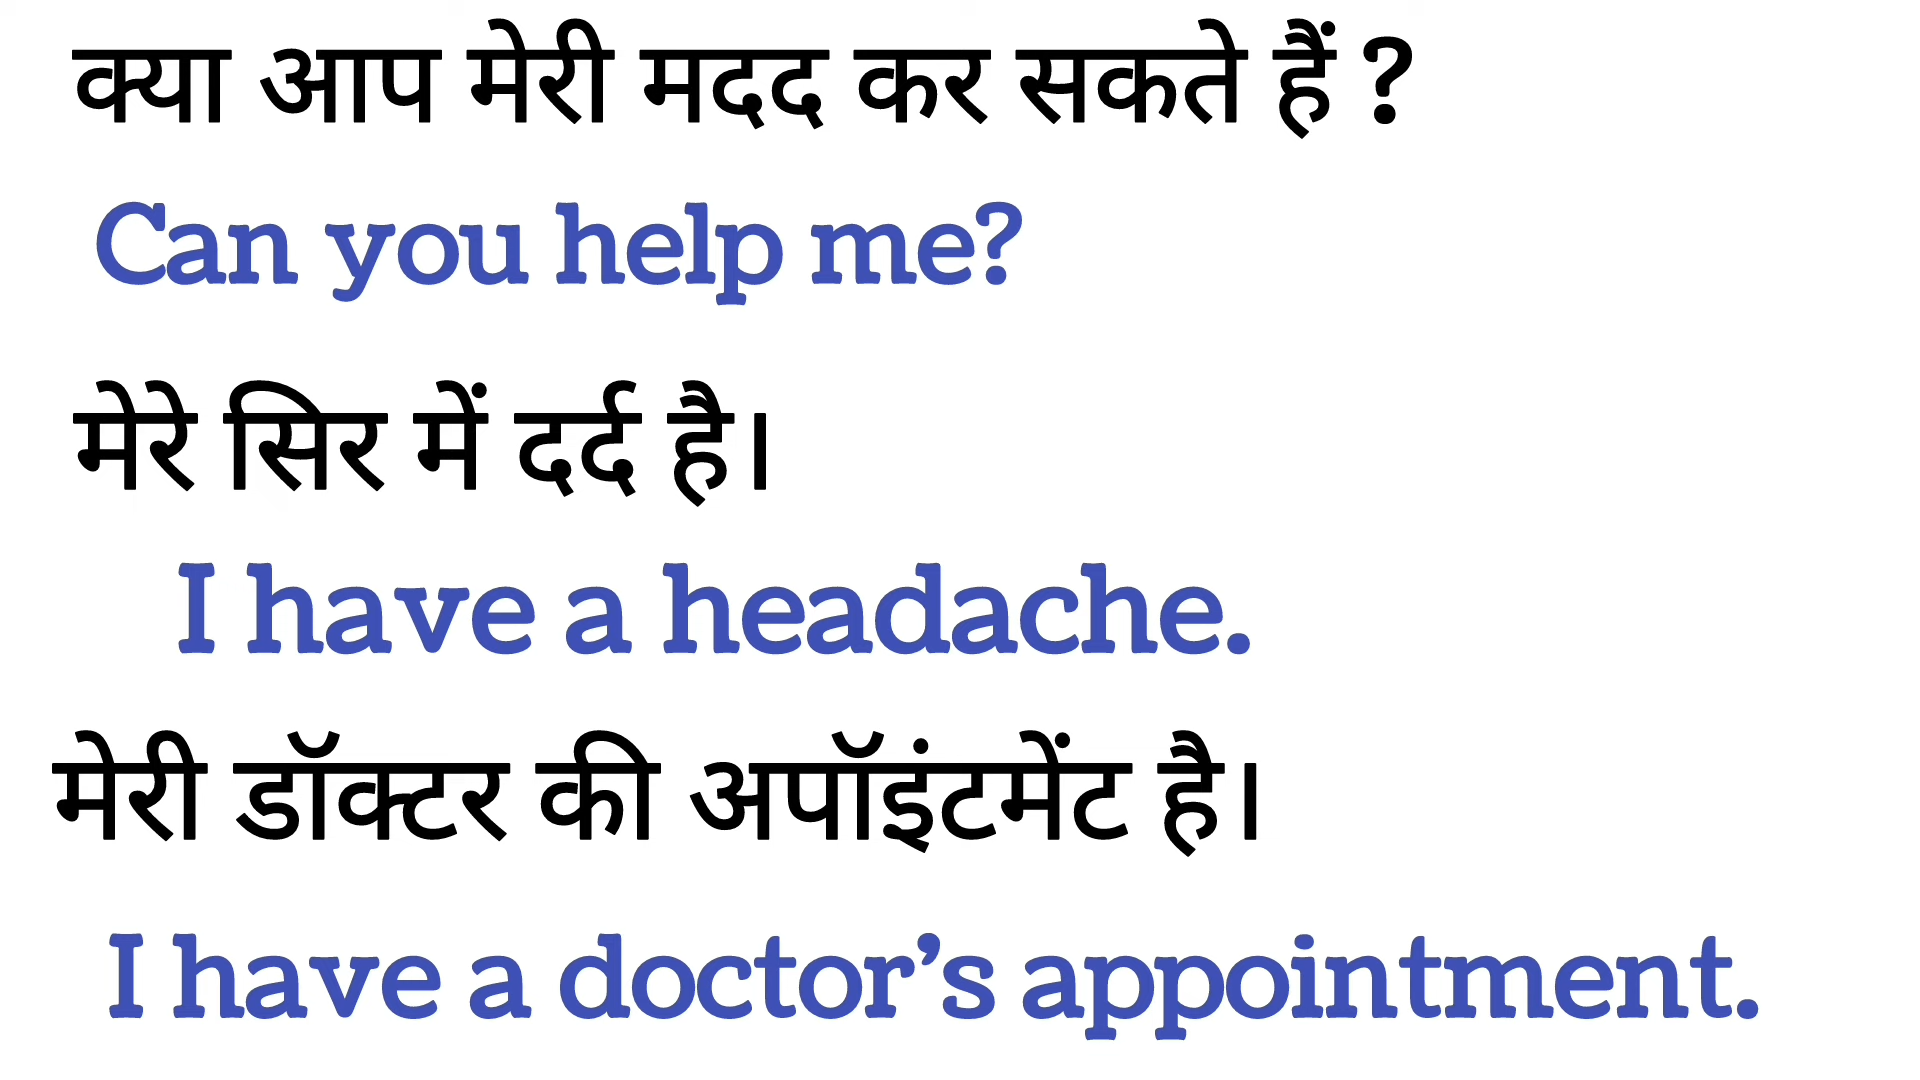 क्या आप मेरी मदद कर सकते हैं ?
Can you help me?
मेरे सिर में दर्द है।
I have a headache.
मेरी डॉक्टर की अपॉइंटमेंट है।
I have a doctor’s appointment.